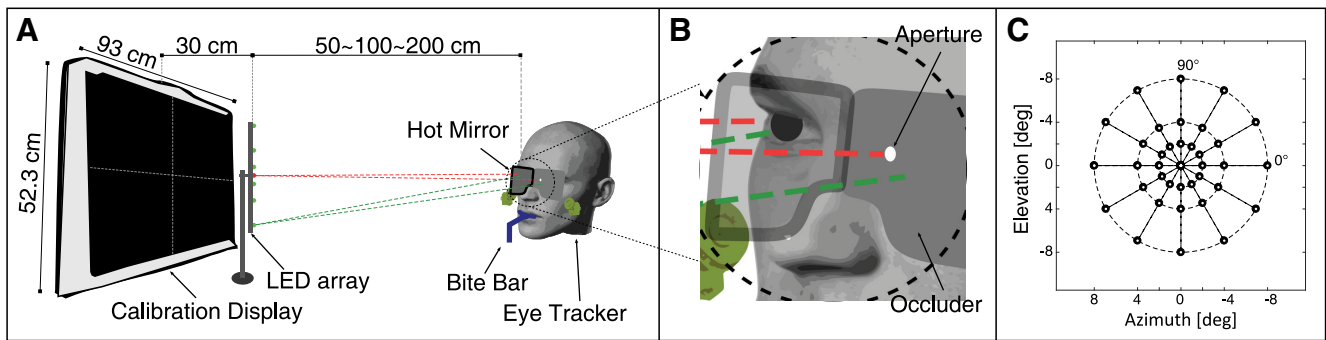 A
93 cm
30 cm
50~100~200 cm
52.3 cm
Hot Mirror
LED array
Bite Bar
Calibration Display
Eye Tracker
B
Aperture
Occluder
C
90°
0°
Elevation [deg]
-8
-4
0
4
-8
8
4
0
-4
-8
Azimuth [deg]